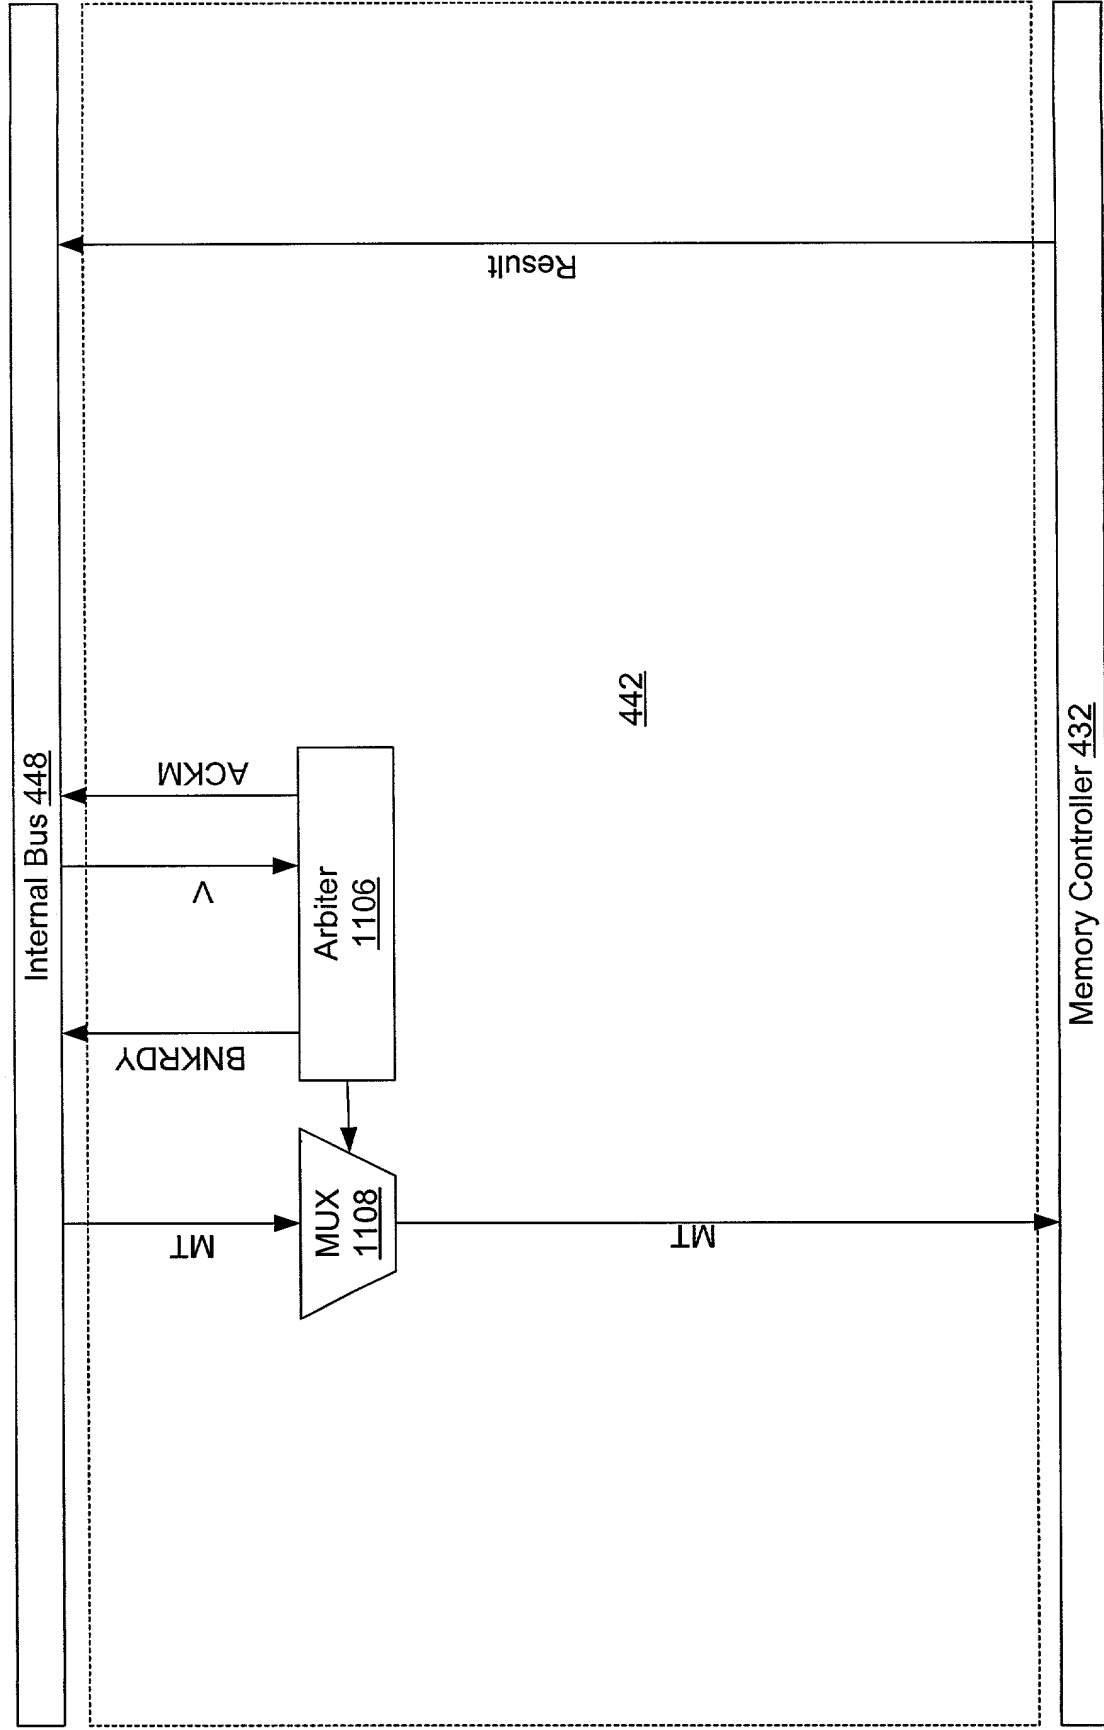 Internal Bus 448
MT
BNKRDY
V
ACKM
Result
MUX
1108
Arbiter
1106
442
MT
Memory Controller 432